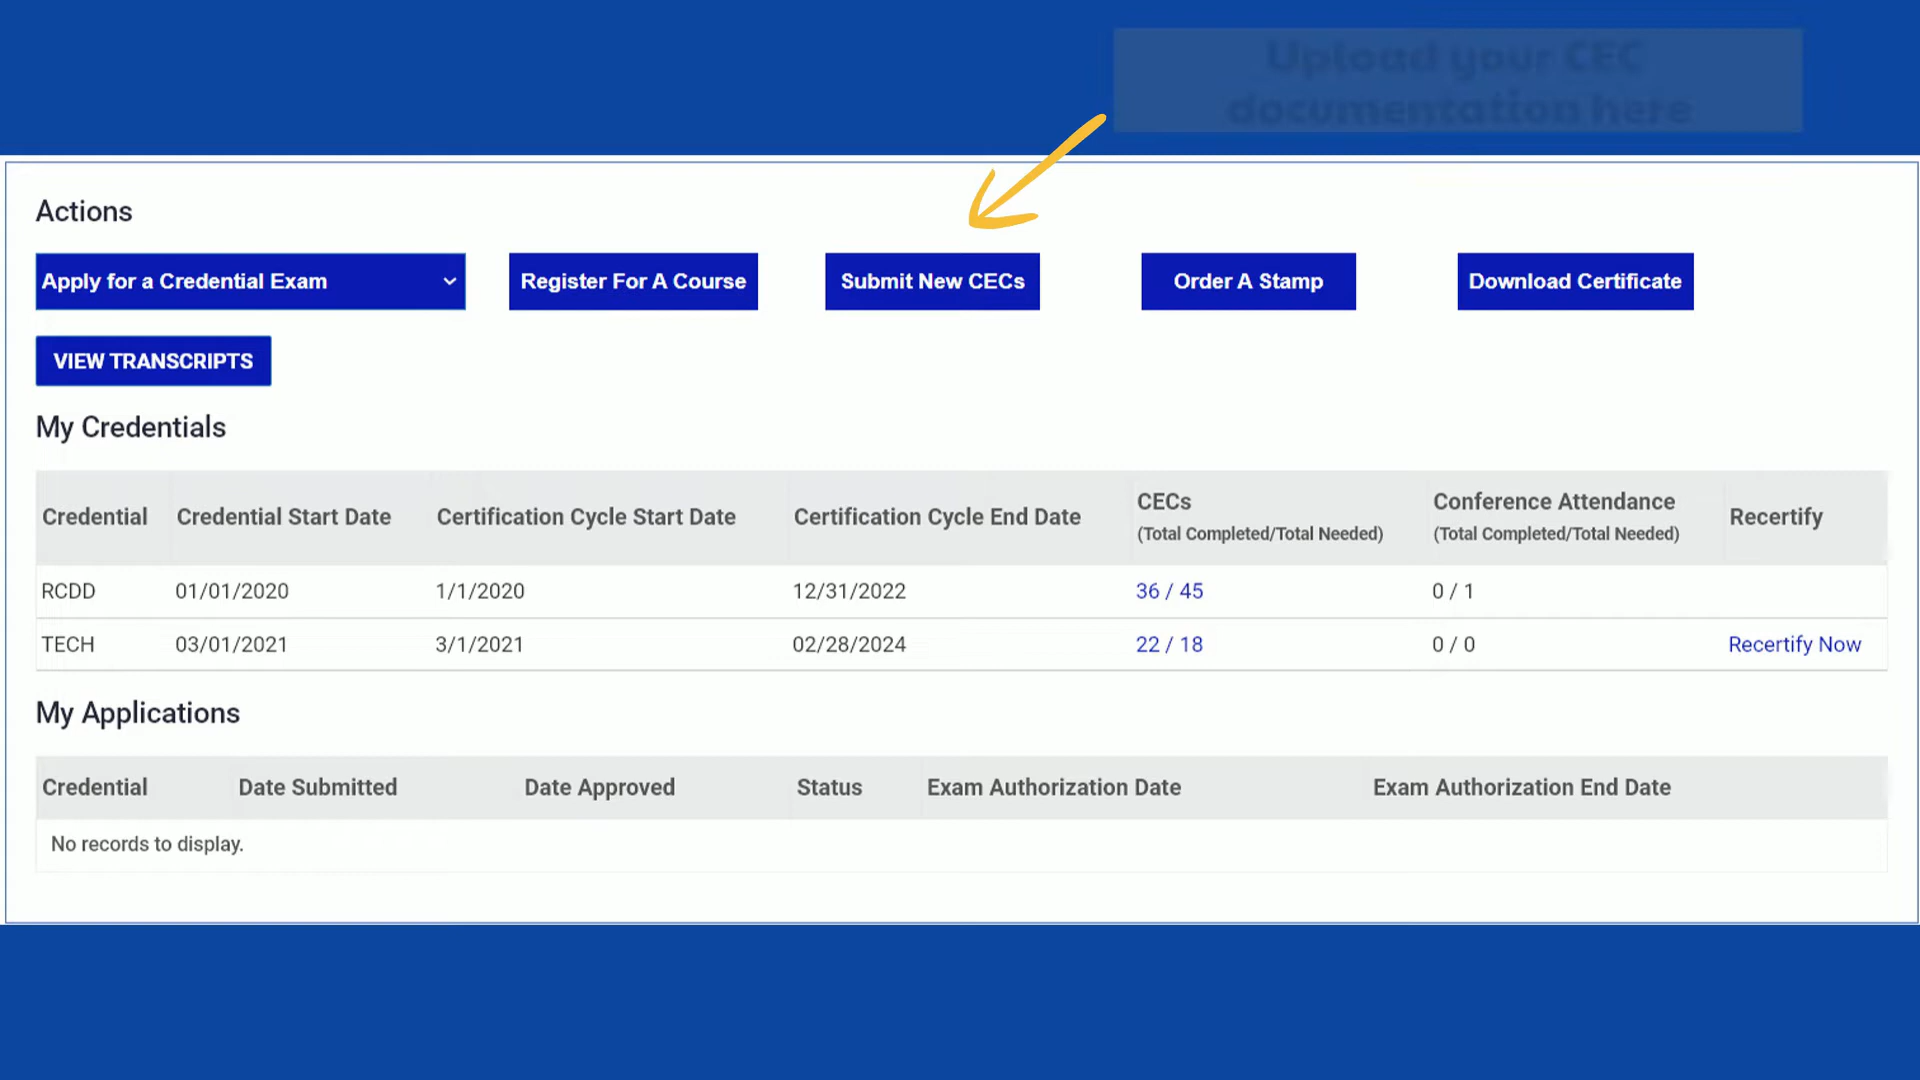 Upload your CEC
documentation here
Actions
Apply for a Credential Exam
Register For A Course
Submit New CECs
Order A Stamp
Download Certificate
VIEW TRANSCRIPTS
My Credentials
Credential Credential Start Date Certification Cycle Start Date Certification Cycle End Date CECs (Total Completed/Total Needed) Conference Attendance (Total Completed/Total Needed) Recertify
RCDD 01/01/2020 1/1/2020 12/31/2022 36 / 45 0 / 1
TECH 03/01/2021 3/1/2021 02/28/2024 22 / 18 0 / 0 Recertify Now
My Applications
Credential Date Submitted Date Approved Status Exam Authorization Date Exam Authorization End Date
No records to display.